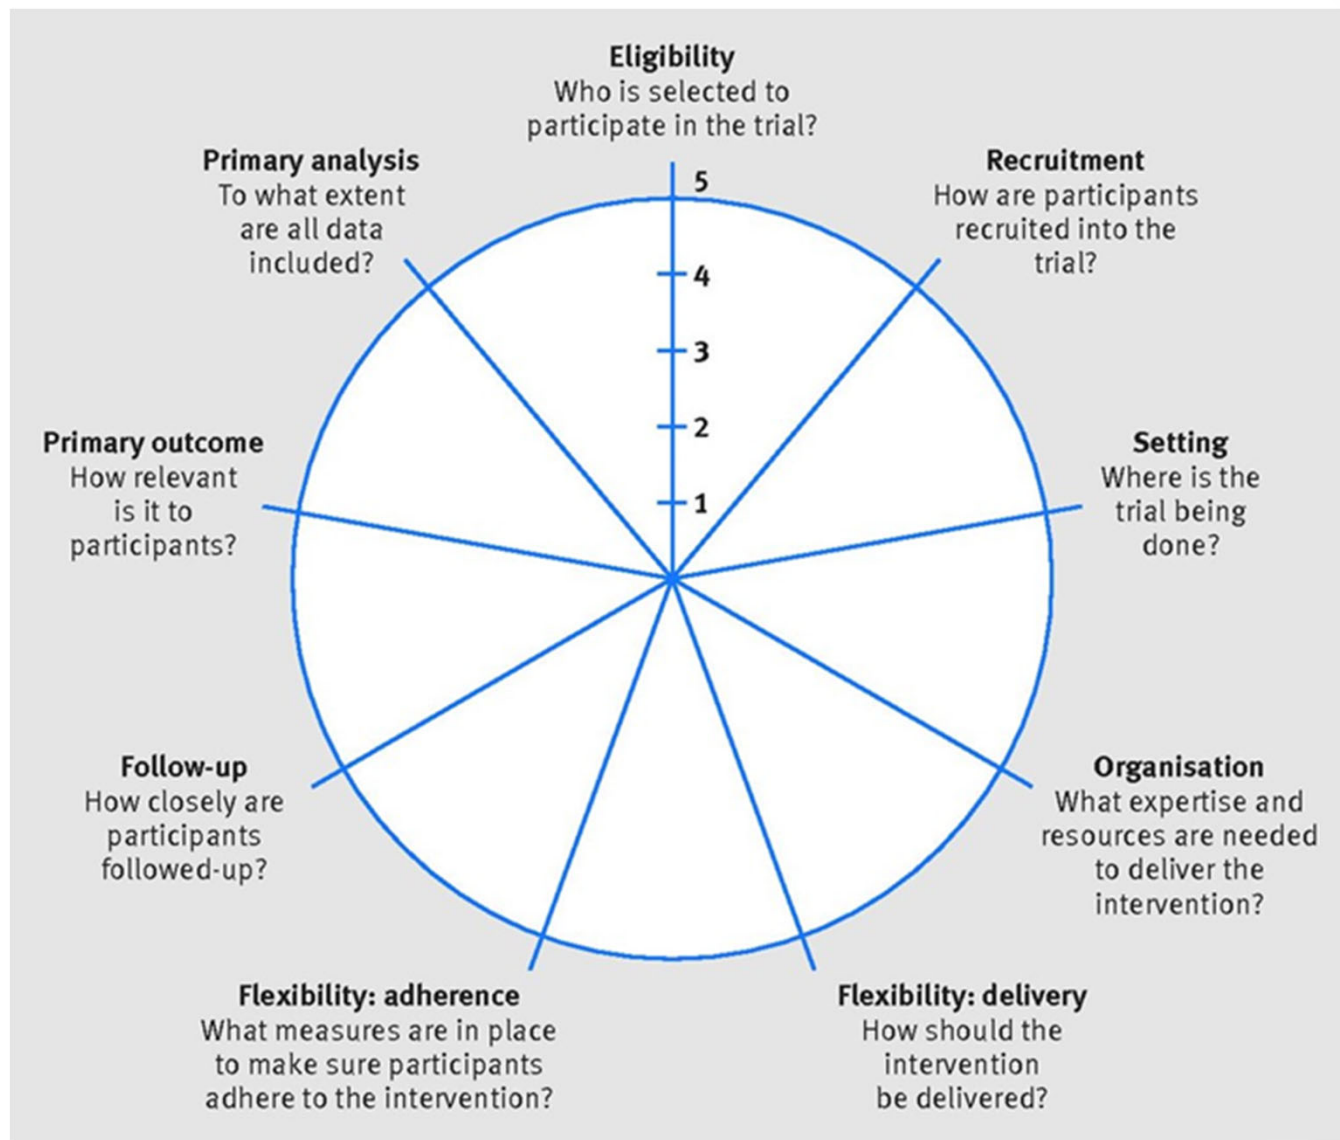 Eligibility
Who is selected to
participate in the trial?
Recruitment
How are participants
recruited into the
trial?
Setting
Where is the
trial being
done?
Organisation
What expertise and
resources are needed
to deliver the
intervention?
Flexibility: delivery
How should the
intervention
be delivered?
Flexibility: adherence
What measures are in place
to make sure participants
adhere to the intervention?
Follow-up
How closely are
participants
followed-up?
Primary outcome
How relevant
is it to
participants?
Primary analysis
To what extent
are all data
included?
5
4
3
2
1